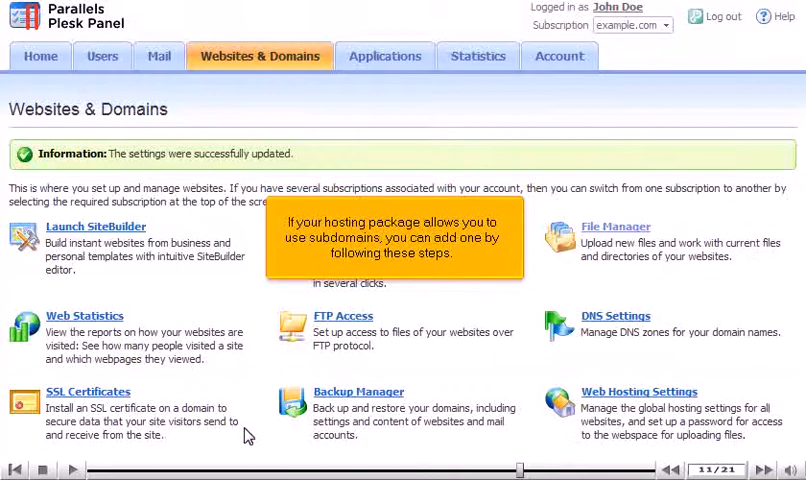 Parallels
Plesk Panel
Logged in as John Doe
Subscription example.com
Log out
Help
Home
Users
Mail
Websites & Domains
Applications
Statistics
Account
Websites & Domains
Information: The settings were successfully updated.
This is where you set up and manage websites. If you have several subscriptions associated with your account, then you can switch from one subscription to another by
selecting the required subscription at the top of the scre
If your hosting package allows you to
use subdomains, you can add one by
following these steps.
Launch SiteBuilder
Build instant websites from business and
personal templates with intuitive SiteBuilder
editor.
in several clicks.
File Manager
Upload new files and work with current files
and directories of your websites.
Web Statistics
View the reports on how your websites are
visited: See how many people visited a site
and which webpages they viewed.
FTP Access
Set up access to files of your websites over
FTP protocol.
DNS Settings
Manage DNS zones for your domain names.
SSL Certificates
Install an SSL certificate on a domain to
secure data that your site visitors send to
and receive from the site.
Backup Manager
Back up and restore your domains, including
settings and content of websites and mail
accounts.
Web Hosting Settings
Manage the global hosting settings for all
websites, and set up a password for access
to the webspace for uploading files.
11/21